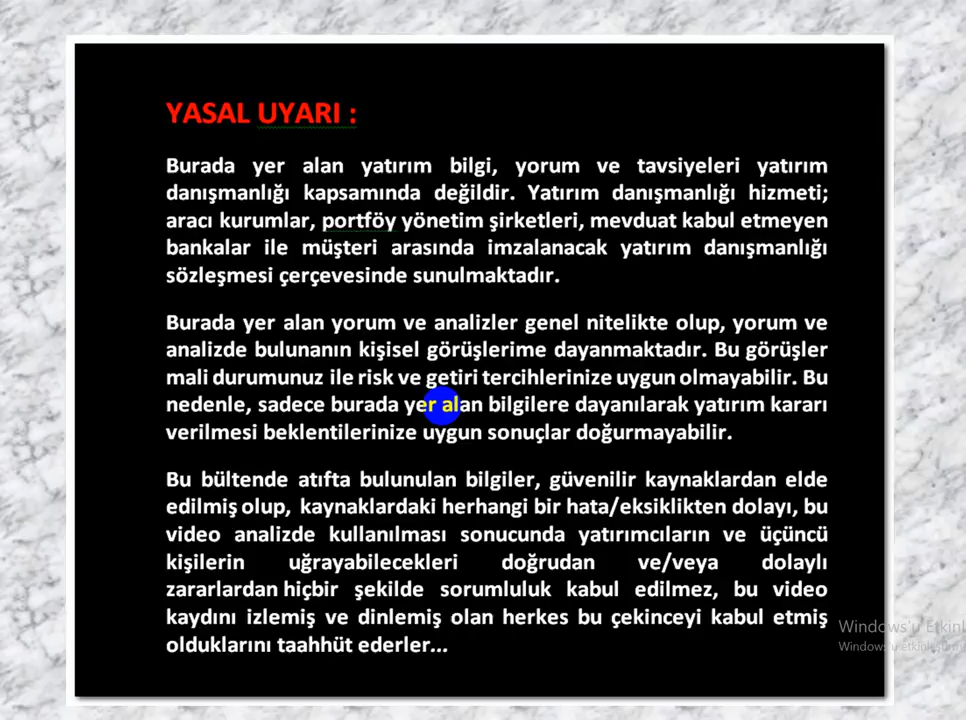 YASAL UYARI :
Burada yer alan yatırım bilgi, yorum ve tavsiyeleri yatırım
danışmanlığı kapsamında değildir. Yatırım danışmanlığı hizmeti;
aracı kurumlar, portföy yönetim şirketleri, mevduat kabul etmeyen
bankalar ile müşteri arasında imzalanacak yatırım danışmanlığı
sözleşmesi çerçevesinde sunulmaktadır.
Burada yer alan yorum ve analizler genel nitelikte olup, yorum ve
analizde bulunanın kişisel görüşlerime dayanmaktadır. Bu görüşler
mali durumunuz ile risk ve getiri tercihlerinize uygun olmayabilir. Bu
nedenle, sadece burada yer alan bilgilere dayanılarak yatırım kararı
verilmesi beklentilerinize uygun sonuçlar doğurmayabilir.
Bu bültende atıfta bulunulan bilgiler, güvenilir kaynaklardan elde
edilmiş olup, kaynaklardaki herhangi bir hata/eksiklikten dolayı, bu
video analizde kullanılması sonucunda yatırımcıların ve üçüncü
kişilerin uğrayabilecekleri doğrudan ve/veya dolaylı
zararlardan hiçbir şekilde sorumluluk kabul edilmez, bu video
kaydını izlemiş ve dinlemiş olan herkes bu çekinceyi kabul etmiş
olduklarını taahhüt ederler...
Windows'u
Windows'u